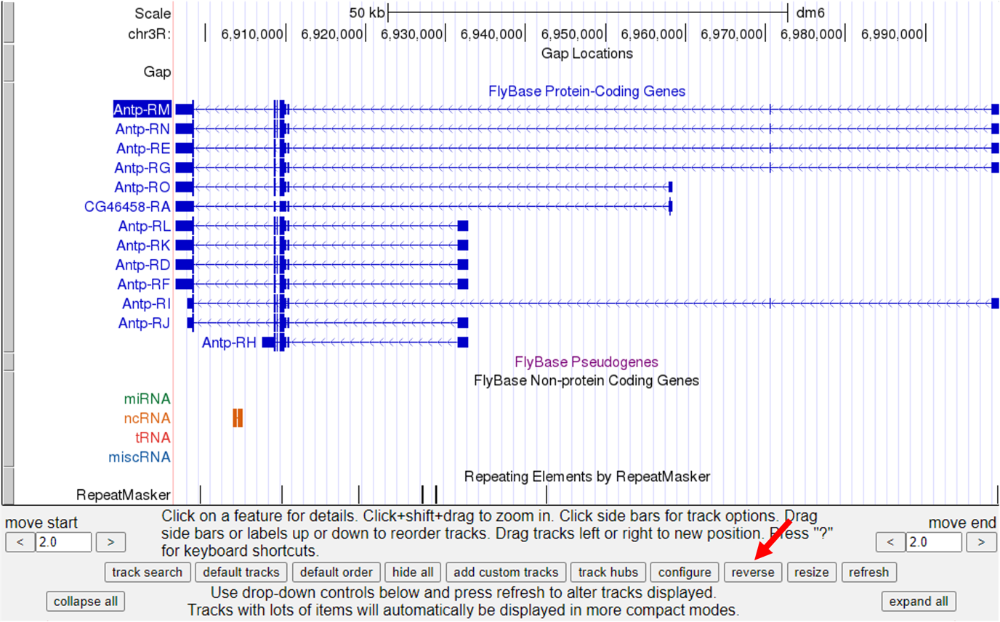 Scale 50 kb dm6
chr3R: 6,910,000 6,920,000 6,930,000 6,940,000 6,950,000 6,960,000 6,970,000 6,980,000 6,990,000
Gap Locations
Gap
FlyBase Protein-Coding Genes
Antp-RM
Antp-RN
Antp-RE
Antp-RG
Antp-RO
CG46458-RA
Antp-RL
Antp-RK
Antp-RD
Antp-RF
Antp-RI
Antp-RJ
Antp-RH
FlyBase Pseudogenes
FlyBase Non-protein Coding Genes
miRNA
ncRNA
tRNA
miscRNA
Repeating Elements by RepeatMasker
RepeatMasker
move start
< 2.0 >
Click on a feature for details. Click+shift+drag to zoom in. Click side bars for track options. Drag
side bars or labels up or down to reorder tracks. Drag tracks left or right to new position. Press "?"
for keyboard shortcuts.
move end
< 2.0 >
track search default tracks default order hide all add custom tracks track hubs configure reverse resize refresh
collapse all
Use drop-down controls below and press refresh to alter tracks displayed.
Tracks with lots of items will automatically be displayed in more compact modes.
expand all